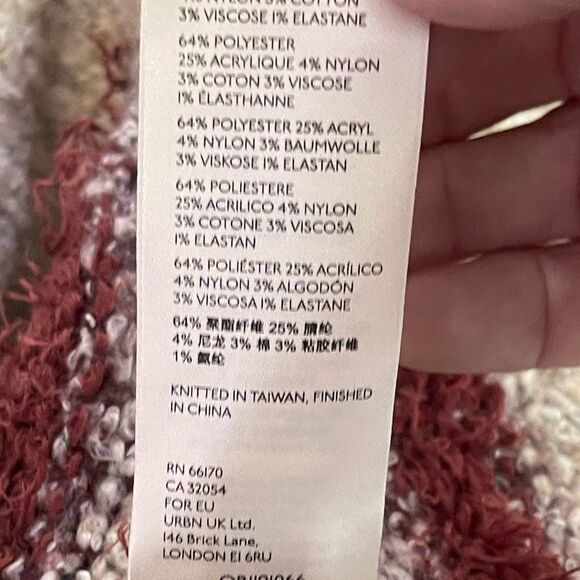 3% VISCOSE 1% ELASTANE
64% POLYESTER
25% ACRYLIQUE 4% NYLON
3% COTON 3% VISCOSE
1% ÉLASTHANNE
64% POLYESTER 25% ACRYL
4% NYLON 3% BAUMWOLLE
3% VISKOSE 1% ELASTAN
64% POLIESTERE
25% ACRILICO 4% NYLON
3% COTONE 3% VISCOSA
1% ELASTAN
64% POLIÉSTER 25% ACRÍLICO
4% NYLON 3% ALGODÓN
3% VISCOSA 1% ELASTANE
64% 聚酯纤维 25% 腈纶
4% 尼龙 3% 棉 3% 粘胶纤维
1% 氨纶
KNITTED IN TAIWAN, FINISHED
IN CHINA
RN 66170
CA 32054
FOR EU
URBN UK Ltd.
146 Brick Lane,
LONDON E1 6RU